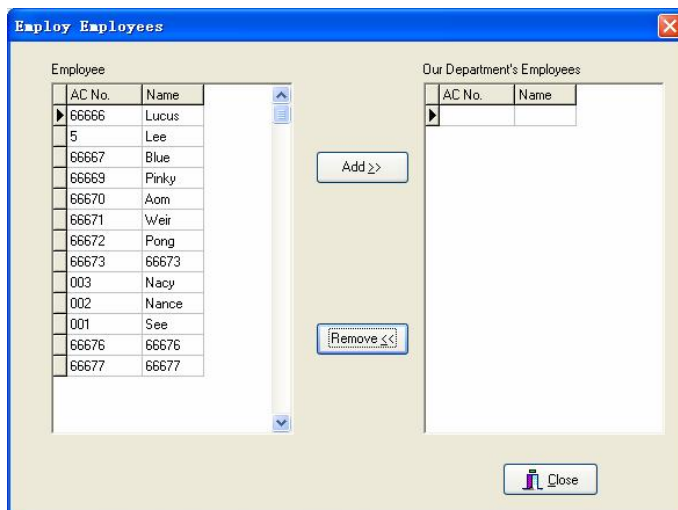 Employ Employees
Employee
AC No. Name
66666 Lucus
5 Lee
66667 Blue
66669 Pinky
66670 Aom
66671 Weir
66672 Pong
66673 66673
003 Nacy
002 Nance
001 See
66676 66676
66677 66677
Add >>
Remove <<
Our Department's Employees
AC No. Name
Close